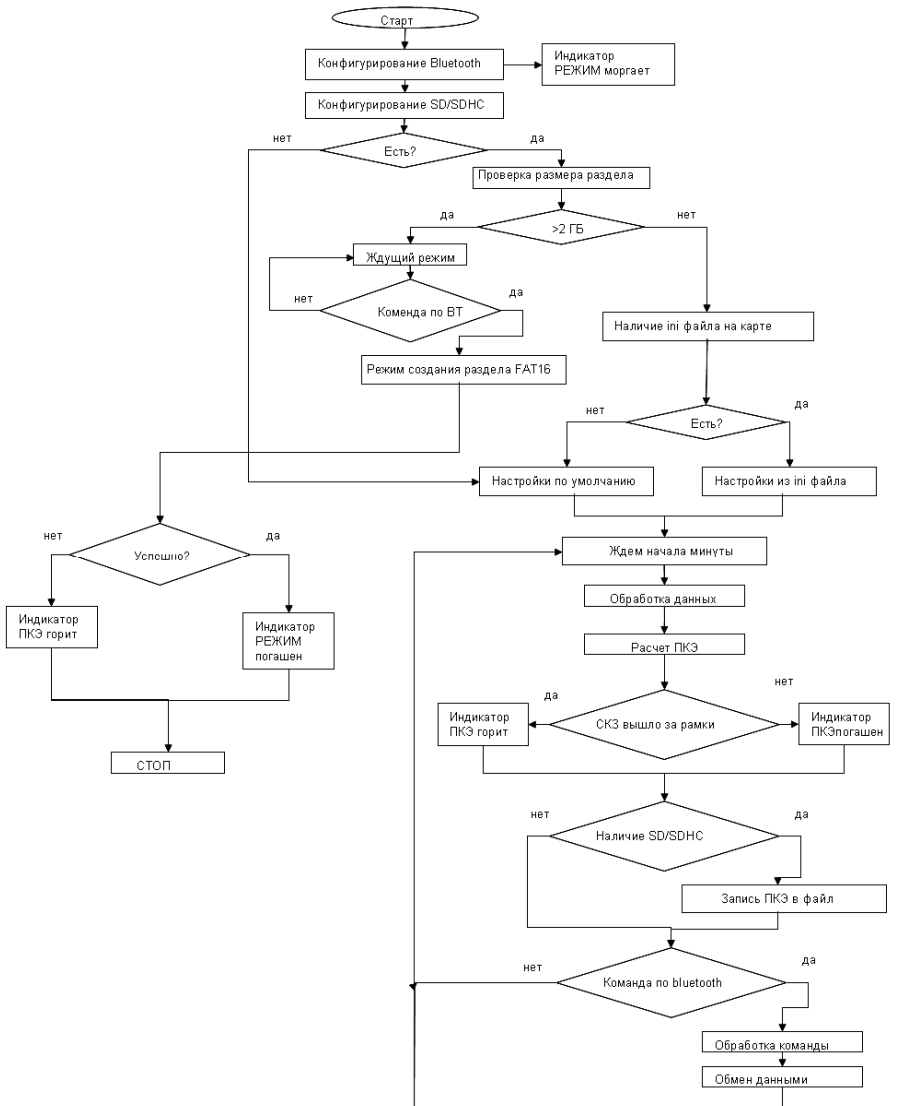 Старт
Конфигурирование Bluetooth
Индикатор
РЕЖИМ моргает
Конфигурирование SD/SDHC
нет
да
Есть?
Проверка размера раздела
да
нет
>2 ГБ
Ждущий режим
нет
да
Коменда по ВТ
Наличие ini файла на карте
Режим создания раздела FAT16
нет
да
Есть?
Настройки по умолчанию
Настройки из ini файла
нет
да
Успешно?
Ждем начала минуты
Индикатор
ПКЭ горит
Индикатор
РЕЖИМ
погашен
Обработка данных
Расчет ПКЭ
да
нет
Индикатор
ПКЭ горит
СКЗ вышло за рамки
Индикатор
ПКЭпогашен
СТОП
нет
да
Наличие SD/SDHC
Запись ПКЭ в файл
нет
да
Команда по bluetooth
Обработка команды
Обмен данными